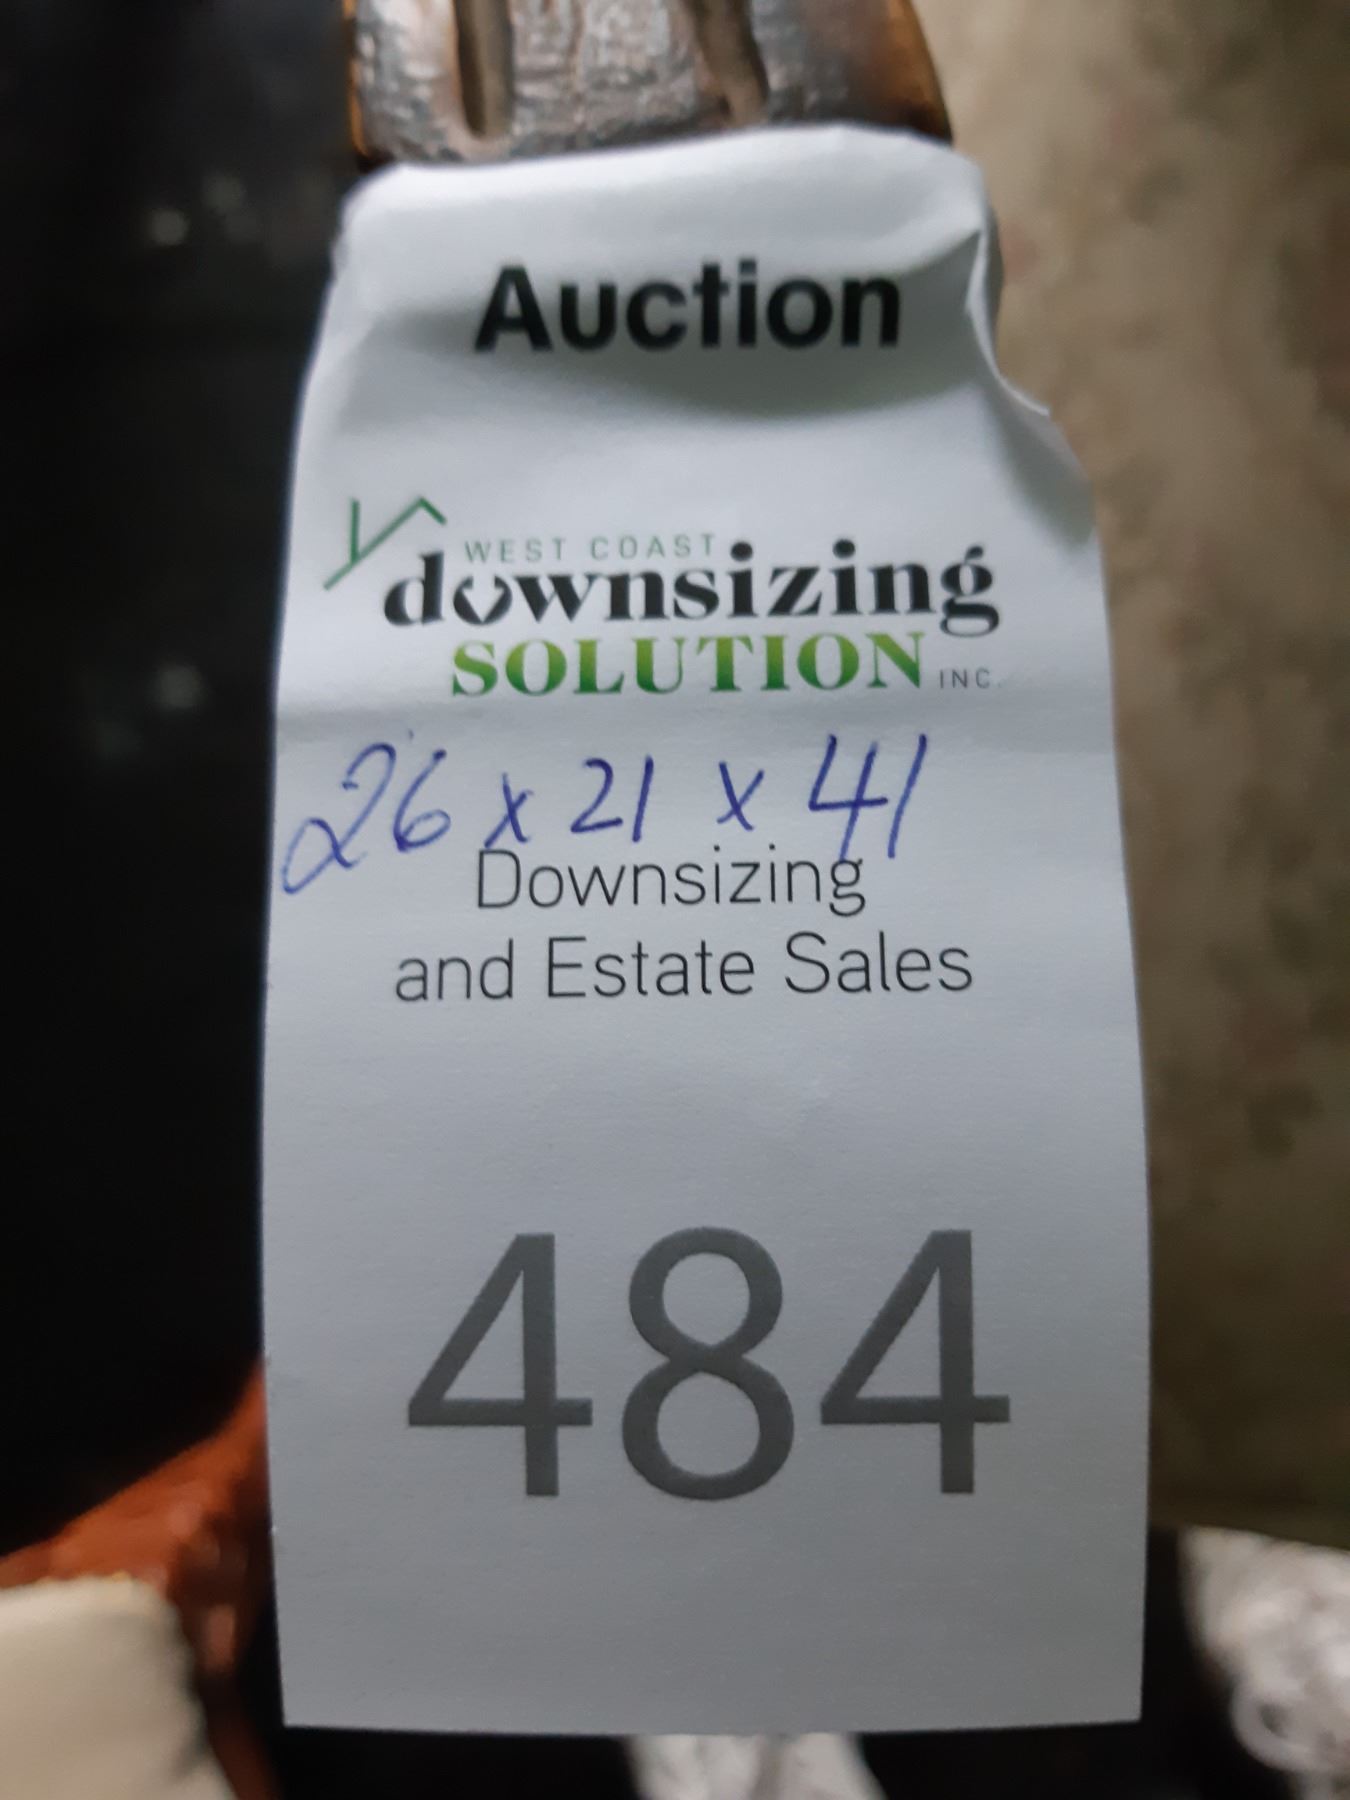 Auction
WEST COAST
downsizing
SOLUTION INC.
26 x 21 x 41
Downsizing
and Estate Sales
484